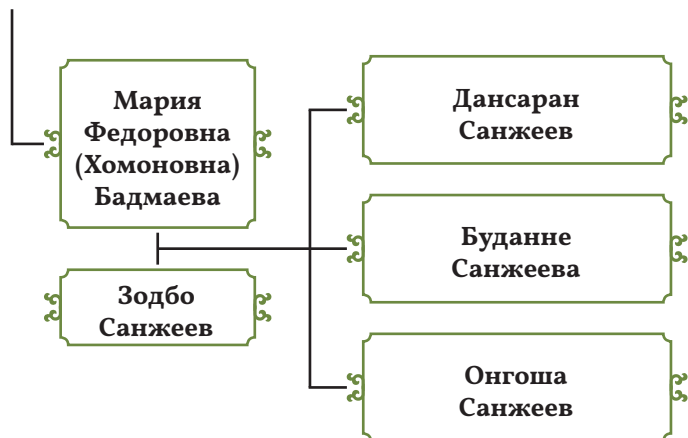 Мария
Федоровна
(Хомоновна)
Бадмаева
Зодбо
Санжеев
Дансаран
Санжеев
Буданне
Санжеева
Онгоша
Санжеев